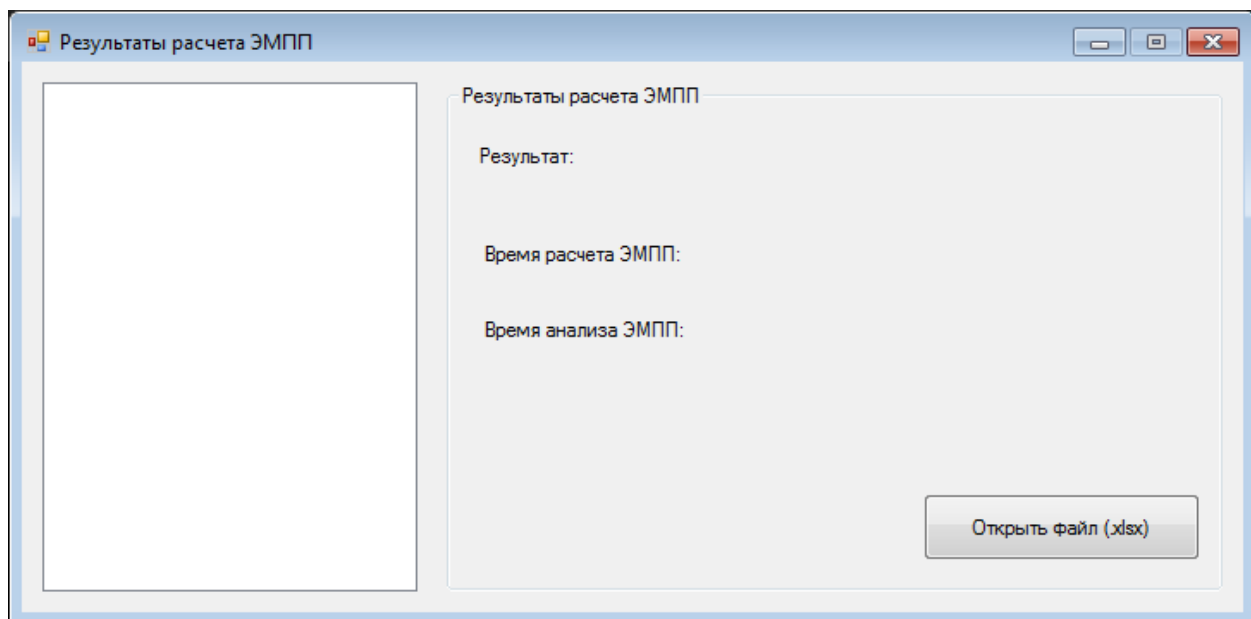 Результаты расчета ЭМПП
Результаты расчета ЭМПП
Результат:
Время расчета ЭМПП:
Время анализа ЭМПП:
Открыть файл (.xlsx)